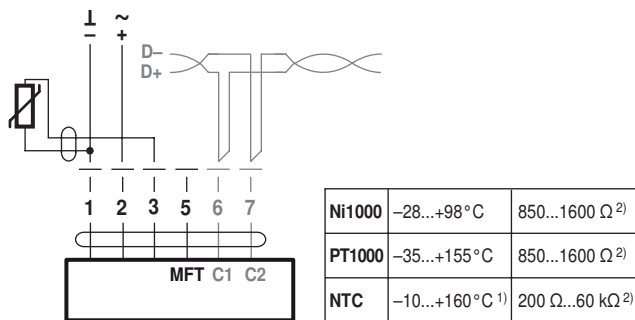 ⊥ ~
– +
D–
D+
1 2 3 5 6 7
MFT C1 C2
Ni1000 –28...+98°C 850...1600 Ω 2)
PT1000 –35...+155°C 850...1600 Ω 2)
NTC –10...+160°C 1) 200 Ω...60 kΩ 2)